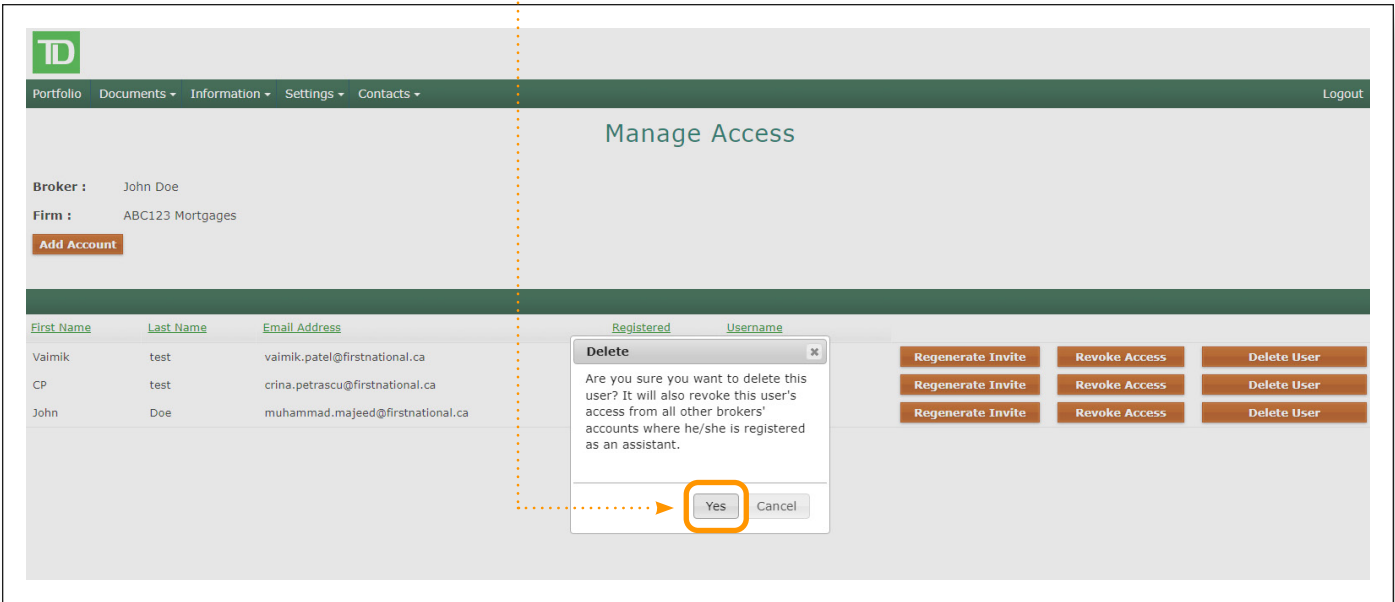 TD
Portfolio Documents Information Settings Contacts Logout
Manage Access
Broker : John Doe
Firm : ABC123 Mortgages
Add Account
First Name Last Name Email Address Registered Username
Vaimik test vaimik.patel@firstnational.ca Regenerate Invite Revoke Access Delete User
CP test crina.petrascu@firstnational.ca Regenerate Invite Revoke Access Delete User
John Doe muhammad.majeed@firstnational.ca Regenerate Invite Revoke Access Delete User
Delete
Are you sure you want to delete this
user? It will also revoke this user's
access from all other brokers'
accounts where he/she is registered
as an assistant.
Yes Cancel